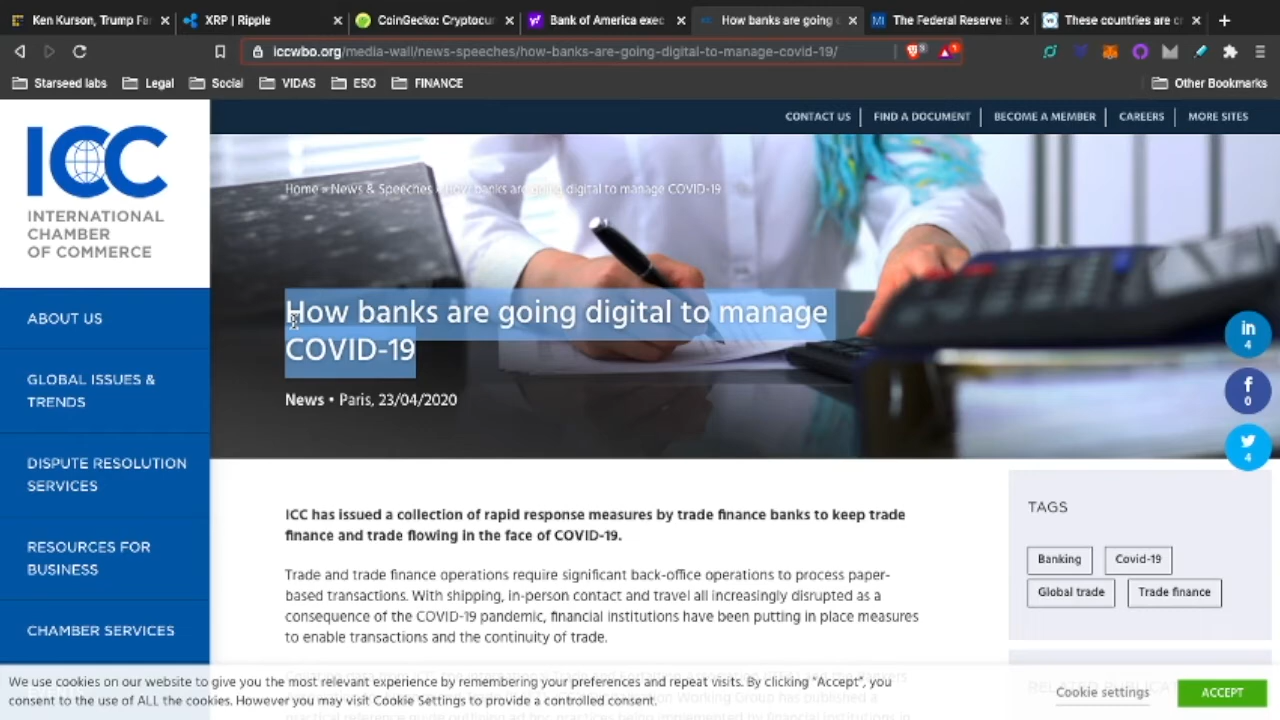 Ken Kurson, Trump Fa
XRP | Ripple
CoinGecko: Cryptocur
Bank of America exec
How banks are going
The Federal Reserve i
These countries are c
iccwbo.org/media-wall/news-speeches/how-banks-are-going-digital-to-manage-covid-19/
Starseed labs
Legal
Social
VIDAS
ESO
FINANCE
Other Bookmarks
CONTACT US
FIND A DOCUMENT
BECOME A MEMBER
CAREERS
MORE SITES
ICC
INTERNATIONAL
CHAMBER
OF COMMERCE
Home » News & Speeches » How banks are going digital to manage COVID-19
How banks are going digital to manage
COVID-19
News • Paris, 23/04/2020
ABOUT US
GLOBAL ISSUES &
TRENDS
DISPUTE RESOLUTION
SERVICES
RESOURCES FOR
BUSINESS
CHAMBER SERVICES
in
4
f
0
4
ICC has issued a collection of rapid response measures by trade finance banks to keep trade
finance and trade flowing in the face of COVID-19.
Trade and trade finance operations require significant back-office operations to process paper-
based transactions. With shipping, in-person contact and travel all increasingly disrupted as a
consequence of the COVID-19 pandemic, financial institutions have been putting in place measures
to enable transactions and the continuity of trade.
TAGS
Banking
Covid-19
Global trade
Trade finance
We use cookies on our website to give you the most relevant experience by remembering your preferences and repeat visits. By clicking “Accept”, you
consent to the use of ALL the cookies. However you may visit Cookie Settings to provide a controlled consent.
Cookie settings
ACCEPT